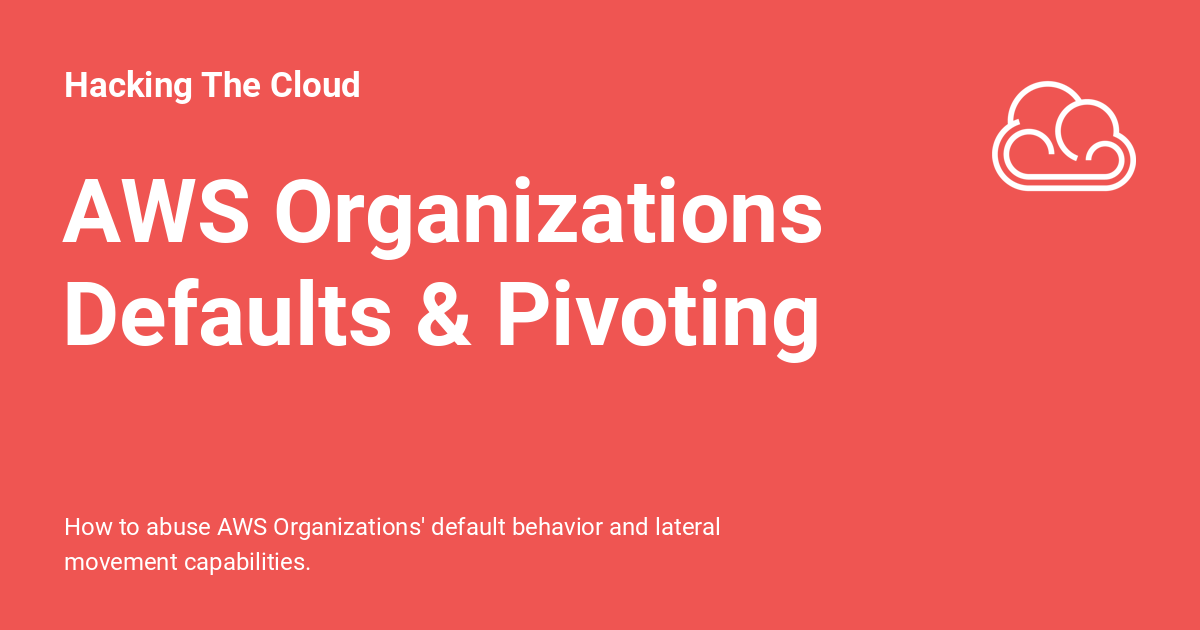 Hacking The Cloud
AWS Organizations
Defaults & Pivoting
How to abuse AWS Organizations' default behavior and lateral
movement capabilities.